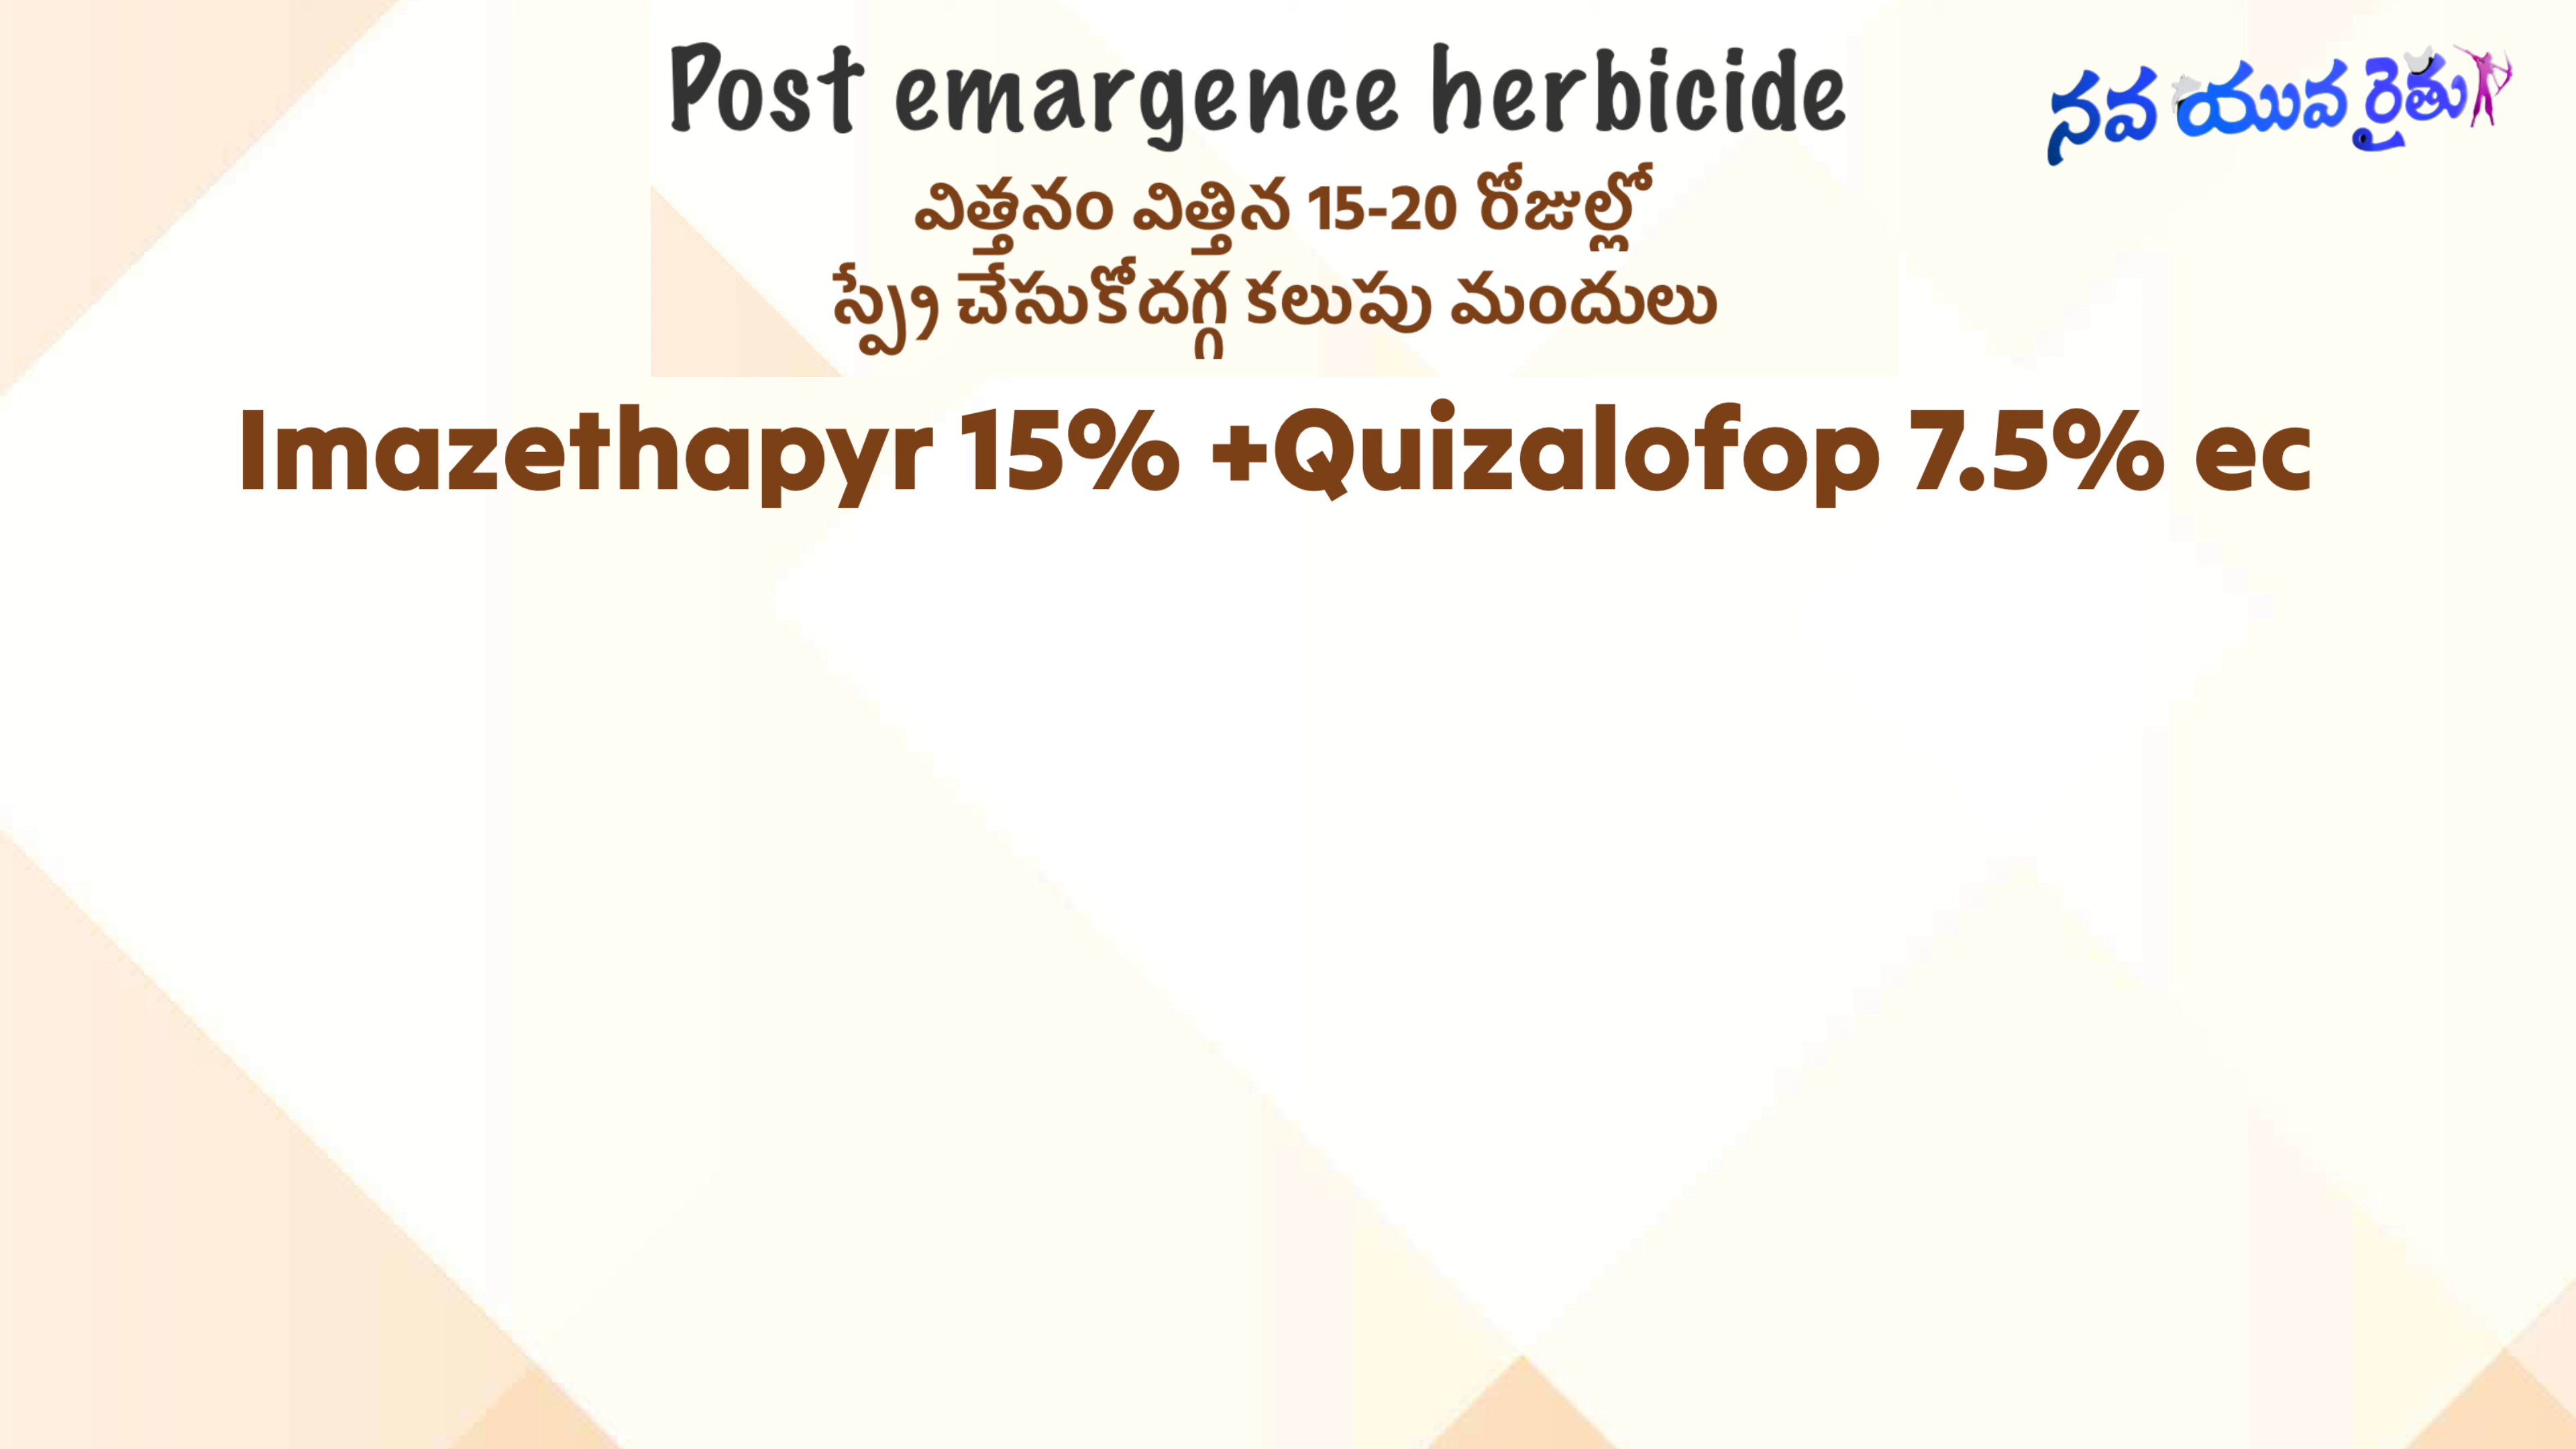 Post emargence herbicide
నవ యువ రైతు
విత్తనం విత్తిన 15-20 రోజుల్లో
స్ప్రే చేసుకోదగ్గ కలుపు మందులు
Imazethapyr 15% +Quizalofop 7.5% ec